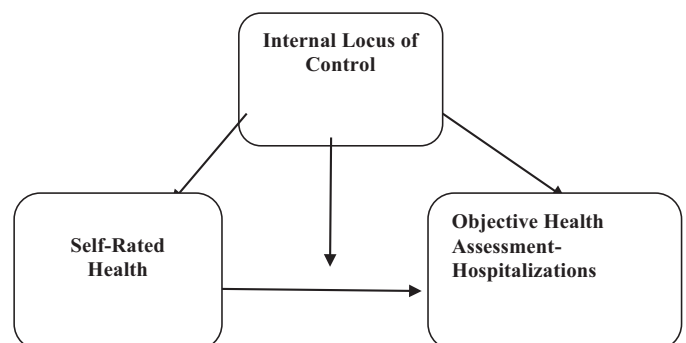 Internal Locus of
Control
Self-Rated
Health
Objective Health
Assessment-
Hospitalizations